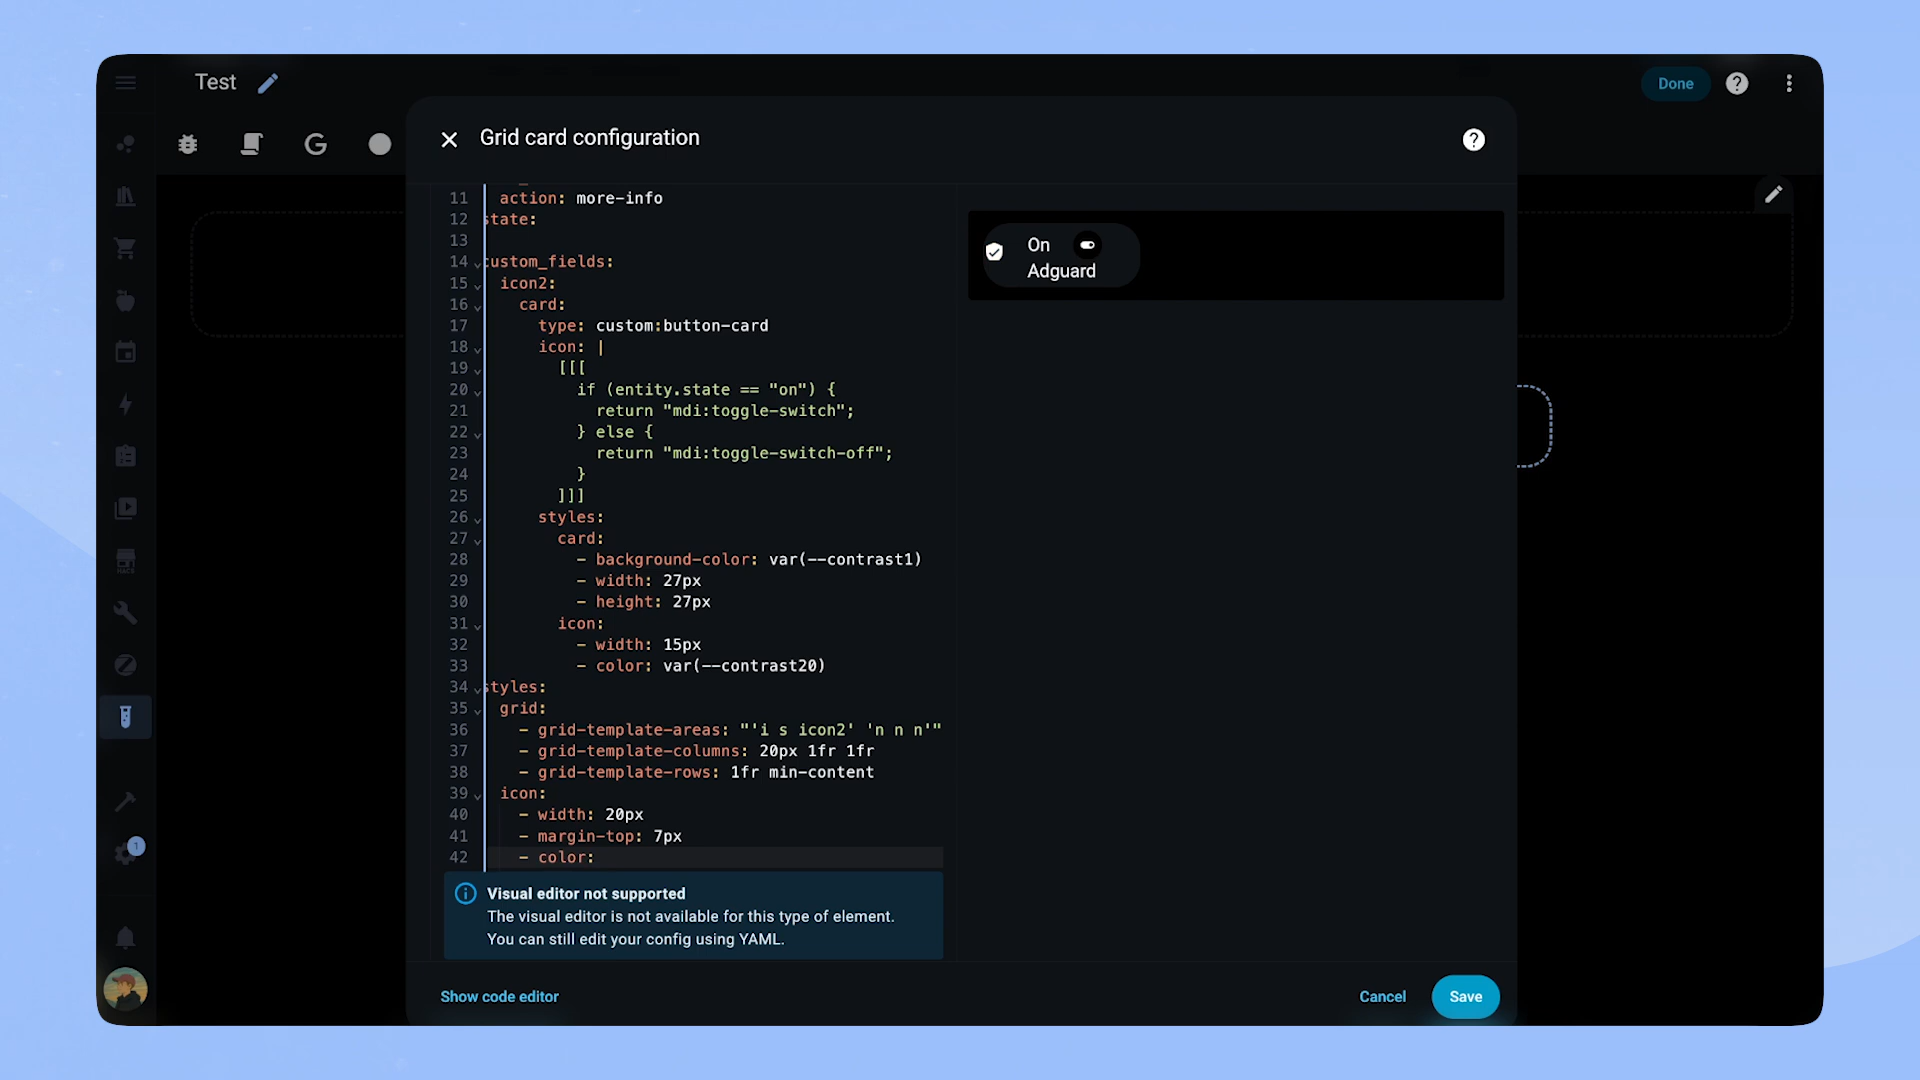 Test
Done
Grid card configuration
11 action: more-info
12 state:
13
14 custom_fields:
15 icon2:
16 card:
17 type: custom:button-card
18 icon: |
19 [[[
20 if (entity.state == "on") {
21 return "mdi:toggle-switch";
22 } else {
23 return "mdi:toggle-switch-off";
24 }
25 ]]]
26 styles:
27 card:
28 - background-color: var(--contrast1)
29 - width: 27px
30 - height: 27px
31 icon:
32 - width: 15px
33 - color: var(--contrast20)
34 styles:
35 grid:
36 - grid-template-areas: "'i s icon2' 'n n n'"
37 - grid-template-columns: 20px 1fr 1fr
38 - grid-template-rows: 1fr min-content
39 icon:
40 - width: 20px
41 - margin-top: 7px
42 - color:
On
Adguard
Visual editor not supported
The visual editor is not available for this type of element.
You can still edit your config using YAML.
Show code editor
Cancel
Save
HACS
1